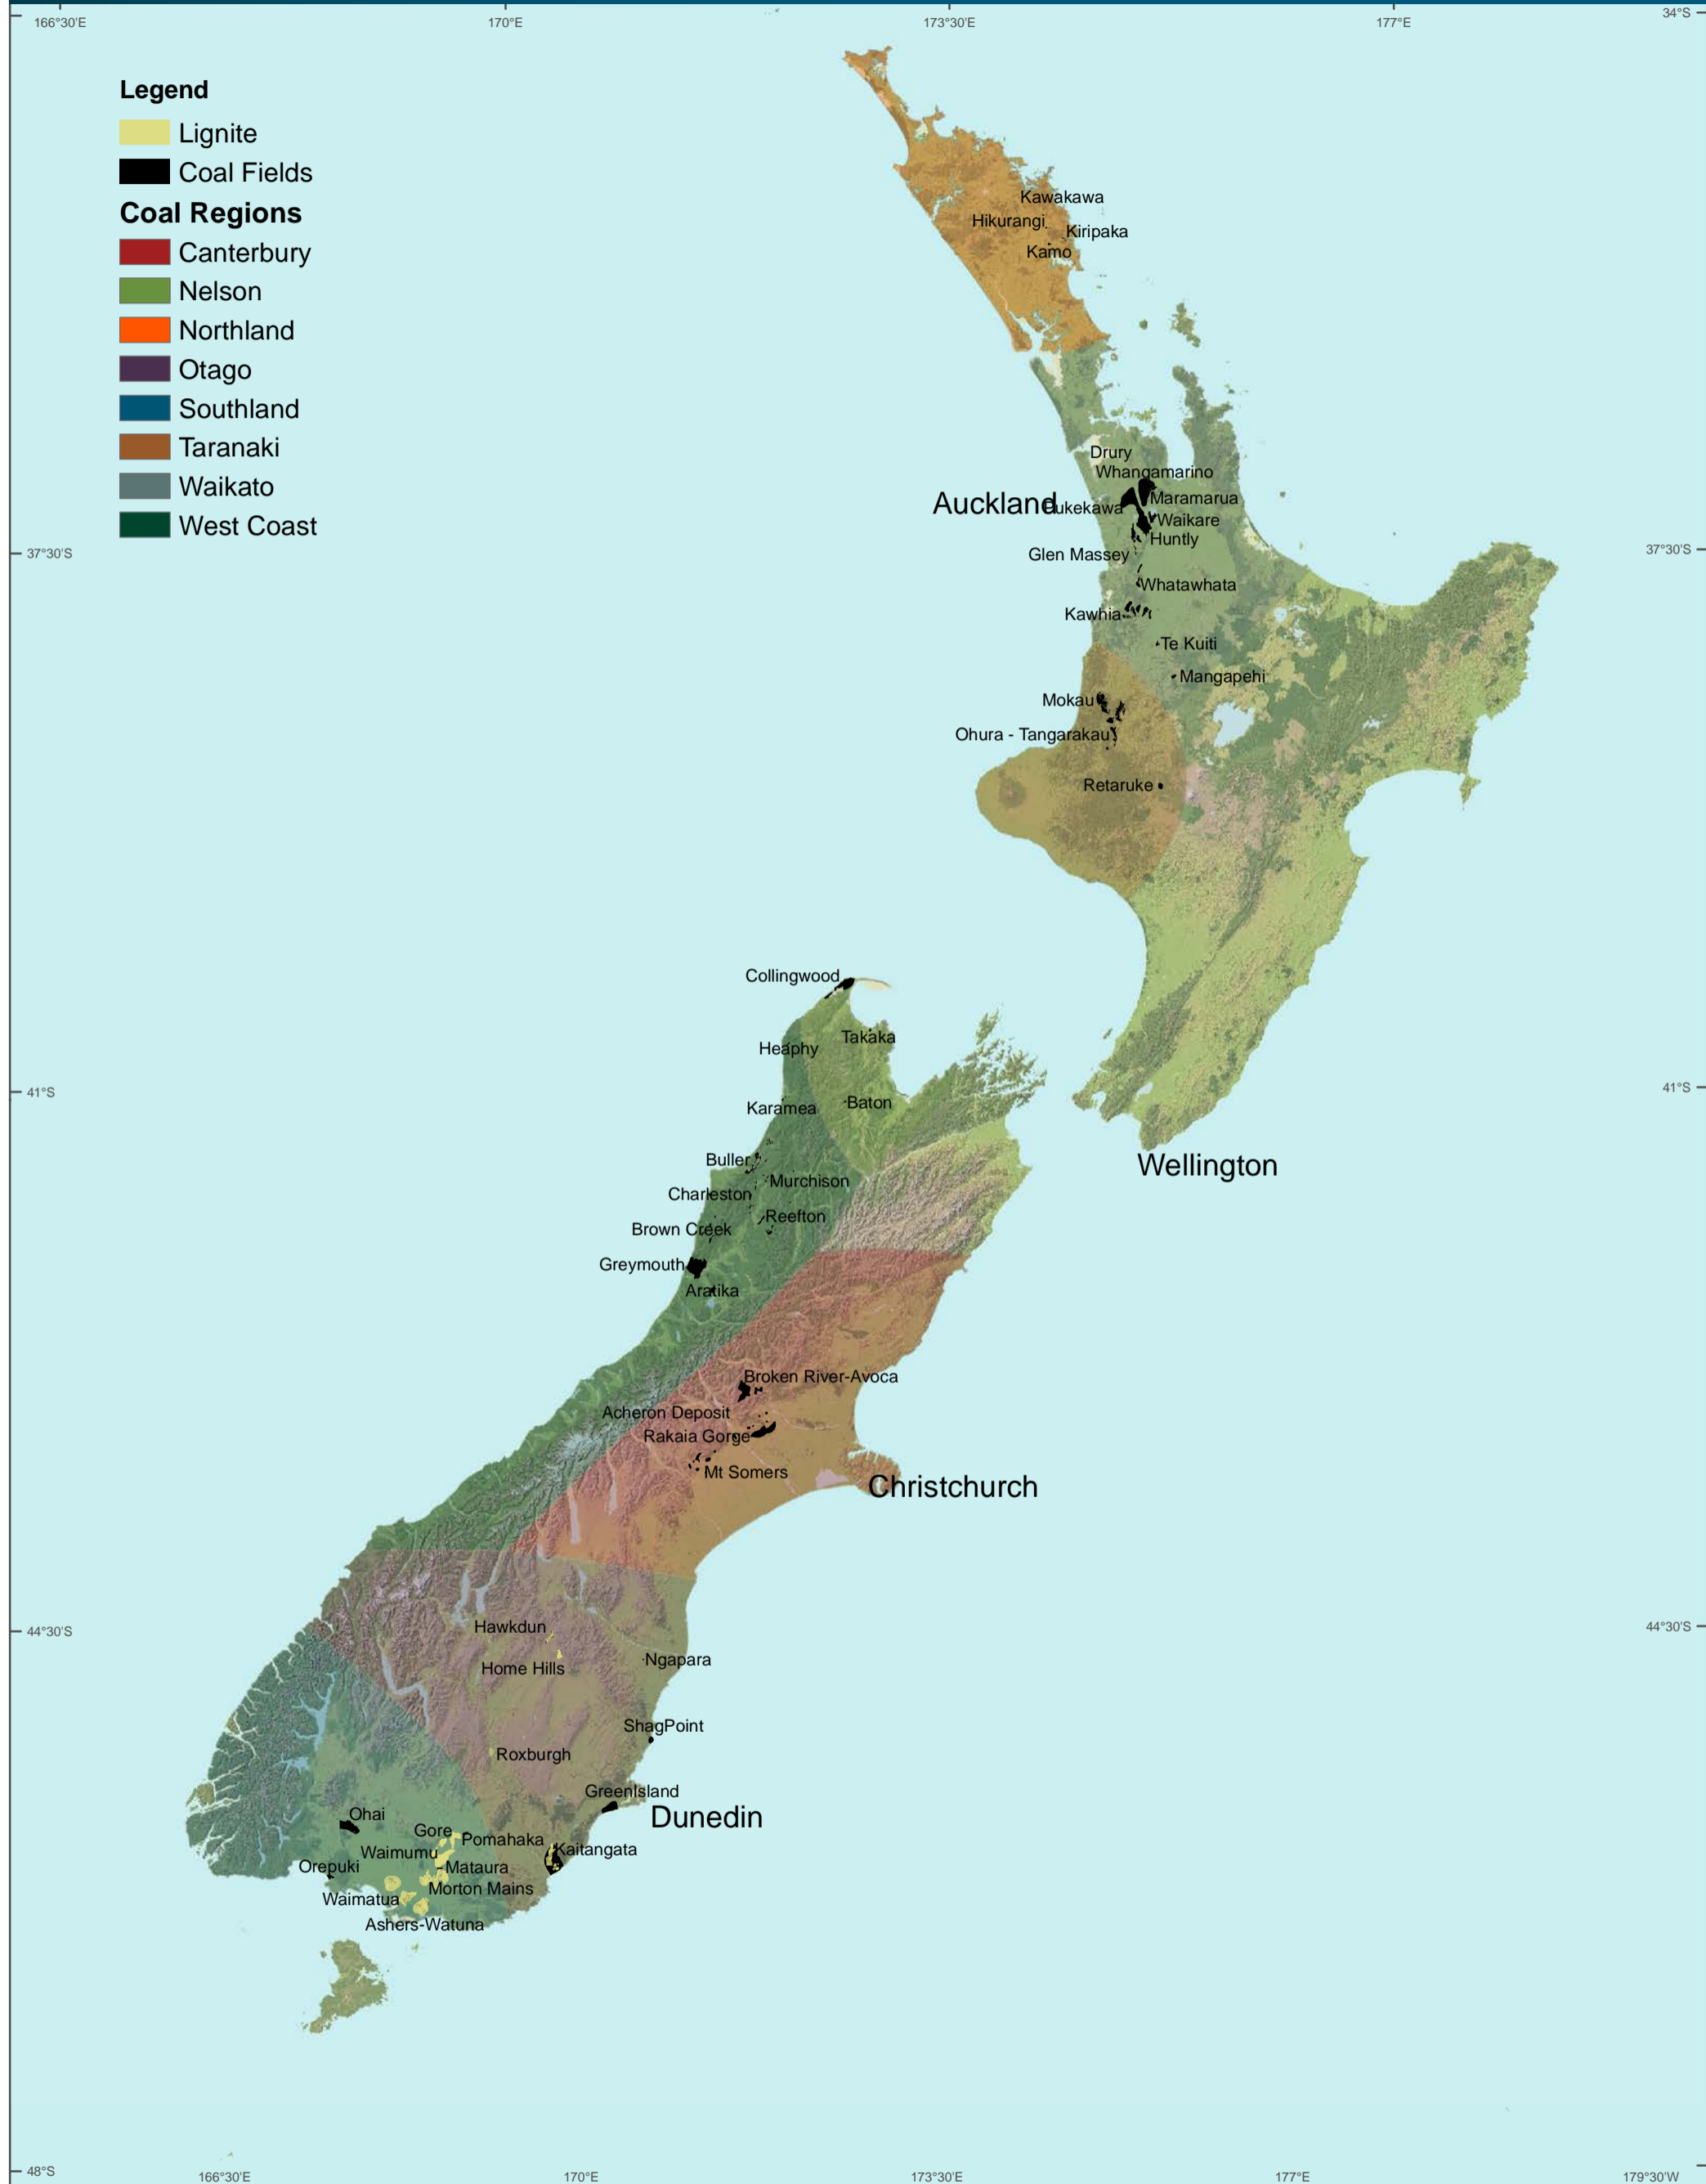 166°30'E 170°E 173°30'E 177°E 34°S
Legend
Lignite
Coal Fields
Coal Regions
Canterbury
Nelson
Northland
Otago
Southland
Taranaki
Waikato
West Coast
Kawakawa
Hikurangi
Kiripaka
Kamo
Drury
Whangamarino
Auckland
Maramarua
Pukekawa
Waikare
Huntly
37°30'S 37°30'S
Glen Massey
Whatawhata
Kawhia
Te Kuiti
Mangapehi
Mokau
Ohura - Tangarakau
Retaruke
Collingwood
Takaka
Heaphy
41°S 41°S
Baton
Karamea
Buller
Wellington
Murchison
Charleston
Reefton
Brown Creek
Greymouth
Aratika
Broken River-Avoca
Acheron Deposit
Rakaia Gorge
Mt Somers
Christchurch
Hawkdun
44°30'S 44°30'S
Ngapara
Home Hills
ShagPoint
Roxburgh
GreenIsland
Dunedin
Ohai
Gore
Pomahaka
Kaitangata
Waimumu
Orepuki
Mataura
Morton Mains
Waimatua
Ashers-Watuna
48°S
166°30'E 170°E 173°30'E 177°E 179°30'W